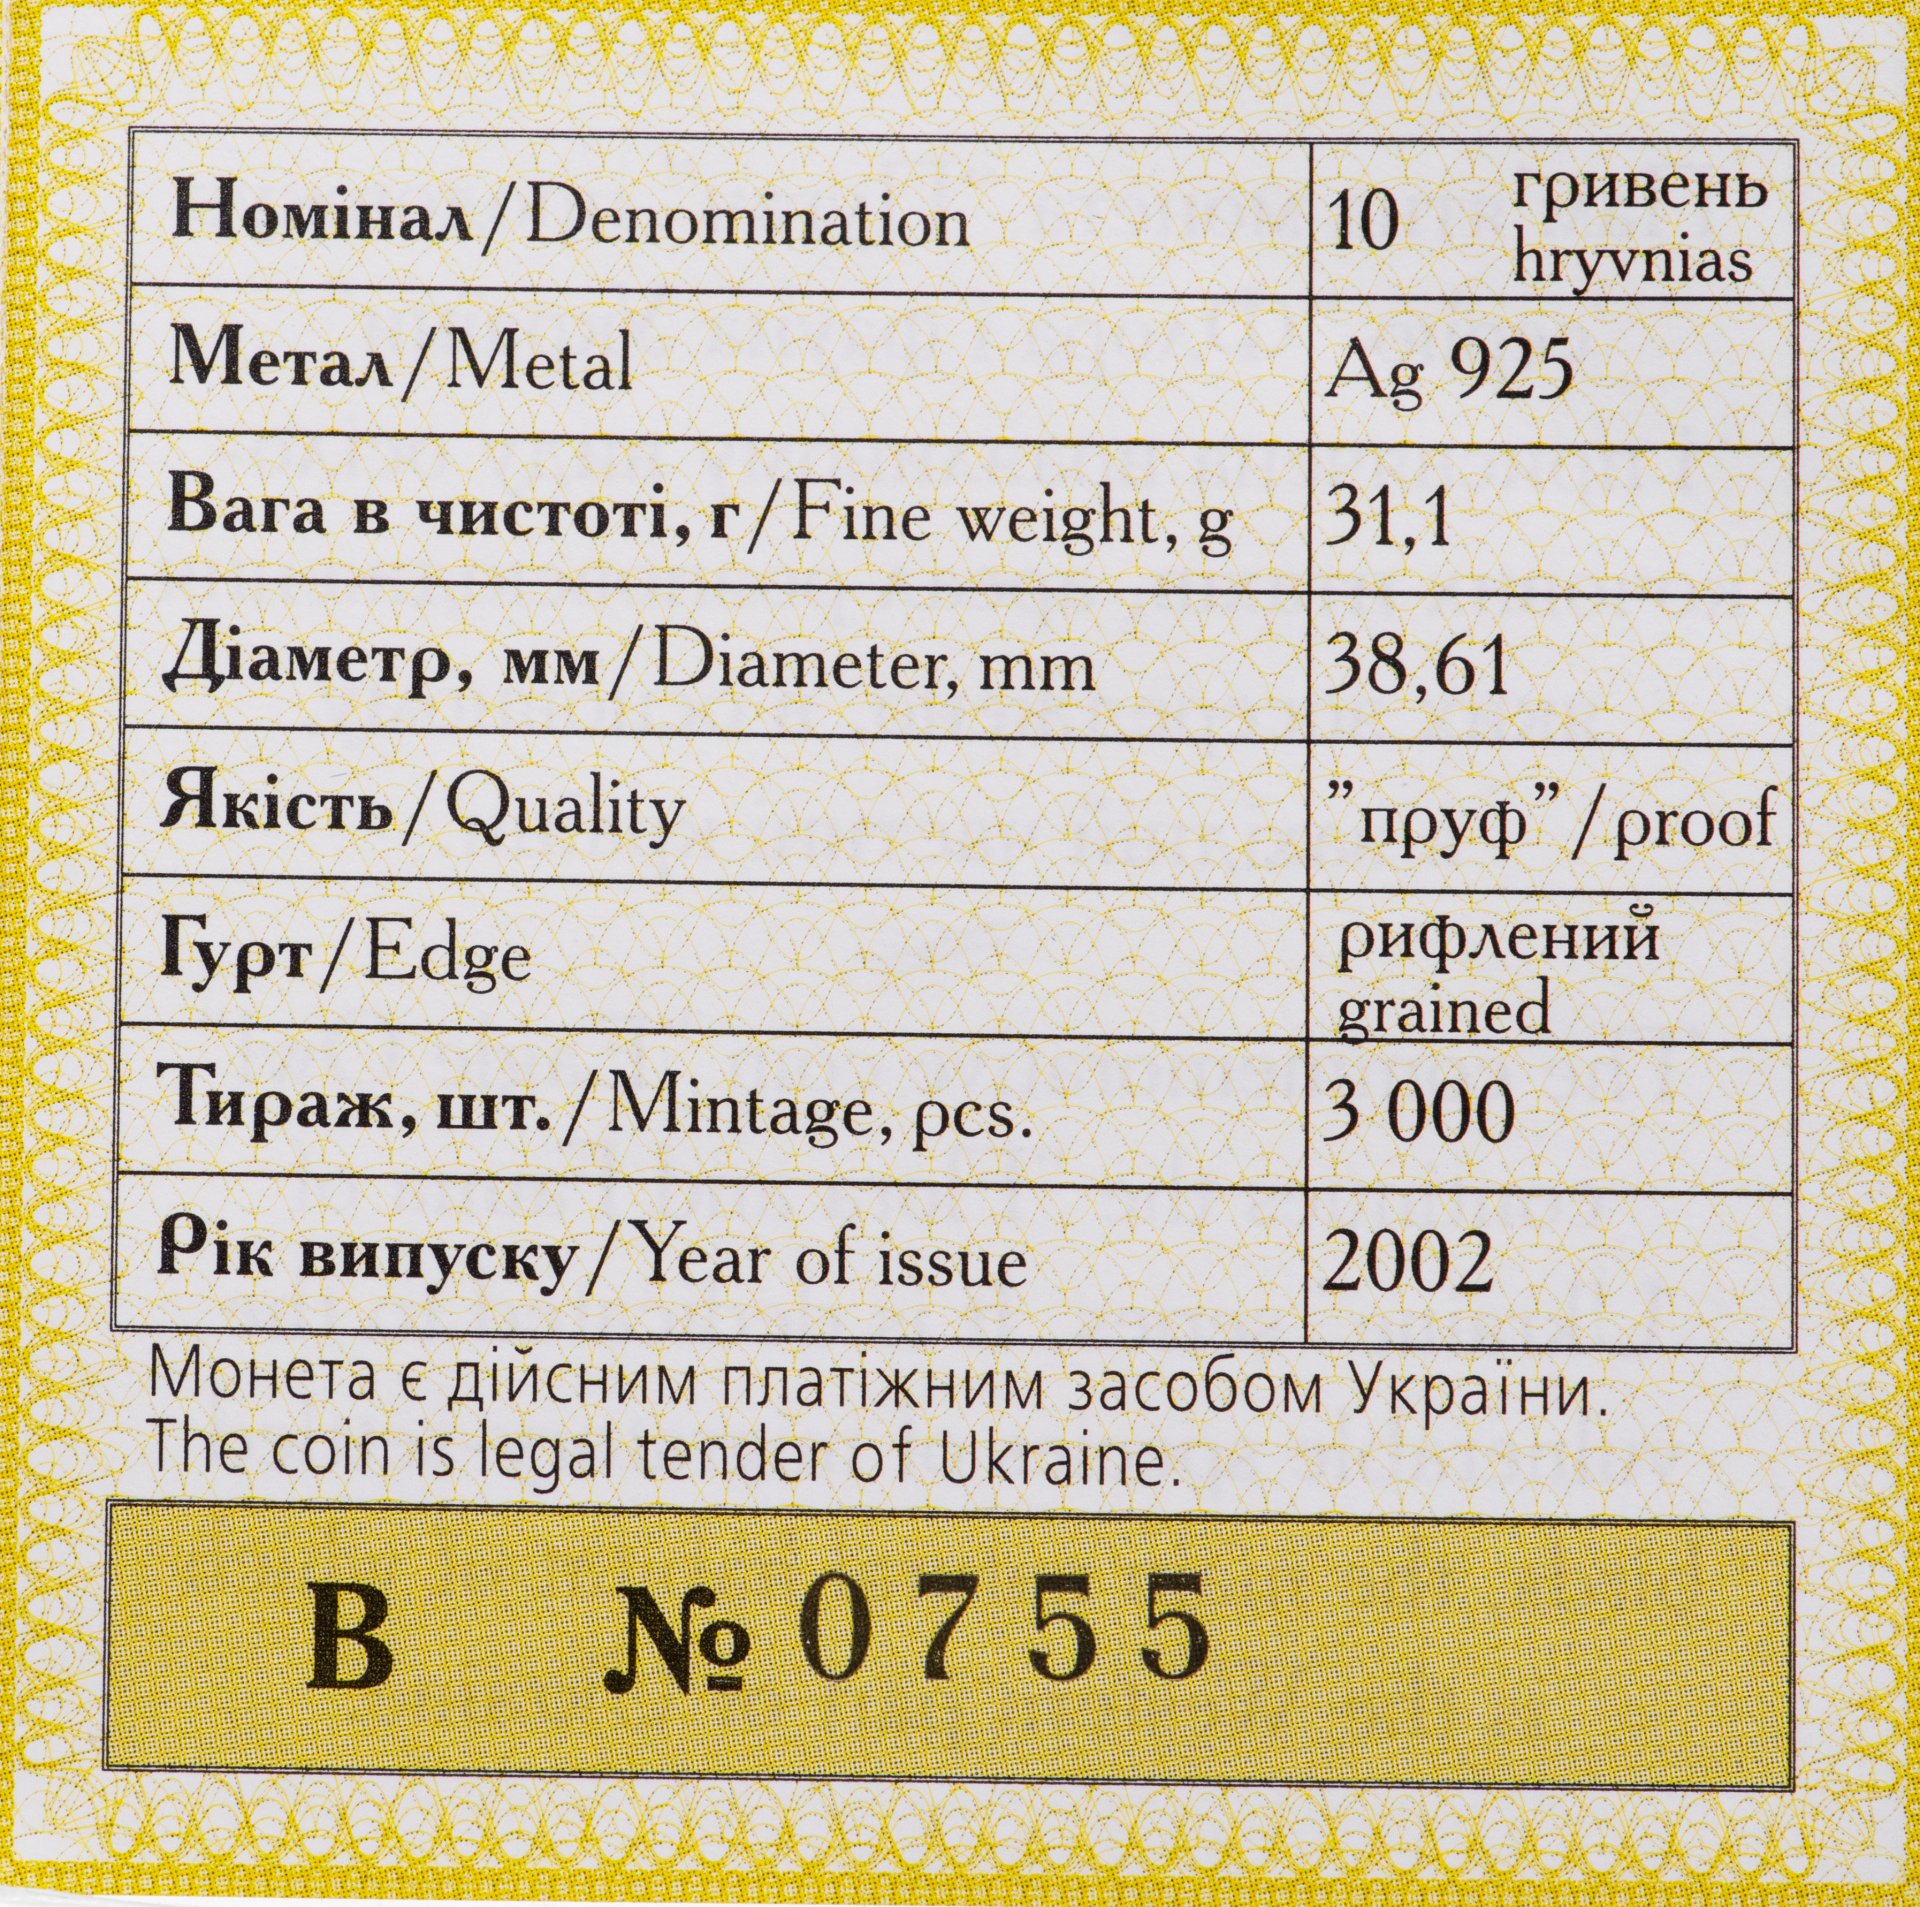 Номінал/Denomination 10 гривень
hryvnias
Метал/Metal Ag 925
Вага в чистоті, г/Fine weight, g 31,1
Діаметр, мм/Diameter, mm 38,61
Якість/Quality ”пруф”/proof
Гурт/Edge рифлений
grained
Тираж, шт./Mintage, pcs. 3 000
Рік випуску/Year of issue 2002
Монета є дійсним платіжним засобом України.
The coin is legal tender of Ukraine.
В № 0755